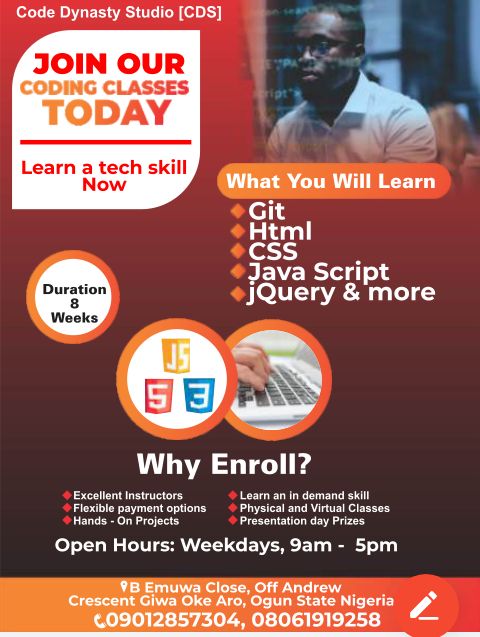 Code Dynasty Studio [CDS]
JOIN OUR
CODING CLASSES
TODAY
Learn a tech skill
Now
What You Will Learn
Git
Html
CSS
Java Script
jQuery & more
Duration
8
Weeks
JS
5 3
Why Enroll?
Excellent Instructors
Flexible payment options
Hands - On Projects
Learn an in demand skill
Physical and Virtual Classes
Presentation day Prizes
Open Hours: Weekdays, 9am - 5pm
B Emuwa Close, Off Andrew
Crescent Giwa Oke Aro, Ogun State Nigeria
09012857304, 08061919258